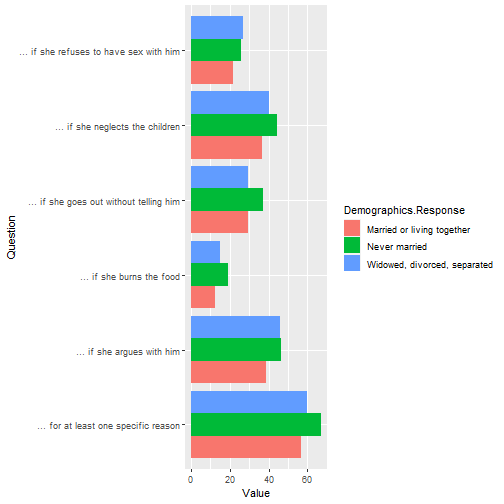 ... if she refuses to have sex with him
... if she neglects the children
... if she goes out without telling him
... if she burns the food
... if she argues with him
... for at least one specific reason
Question
0 20 40 60
Value
Demographics.Response
Married or living together
Never married
Widowed, divorced, separated